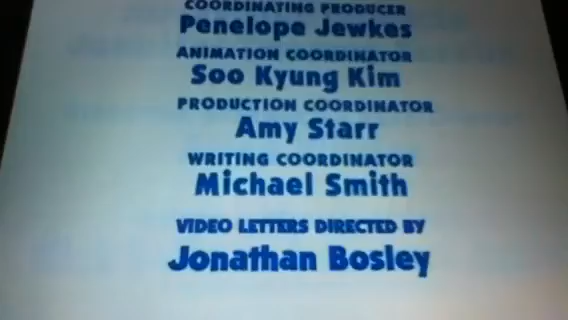 COORDINATING PRODUCER
Penelope Jewkes
ANIMATION COORDINATOR
Soo Kyung Kim
PRODUCTION COORDINATOR
Amy Starr
WRITING COORDINATOR
Michael Smith
VIDEO LETTERS DIRECTED BY
Jonathan Bosley